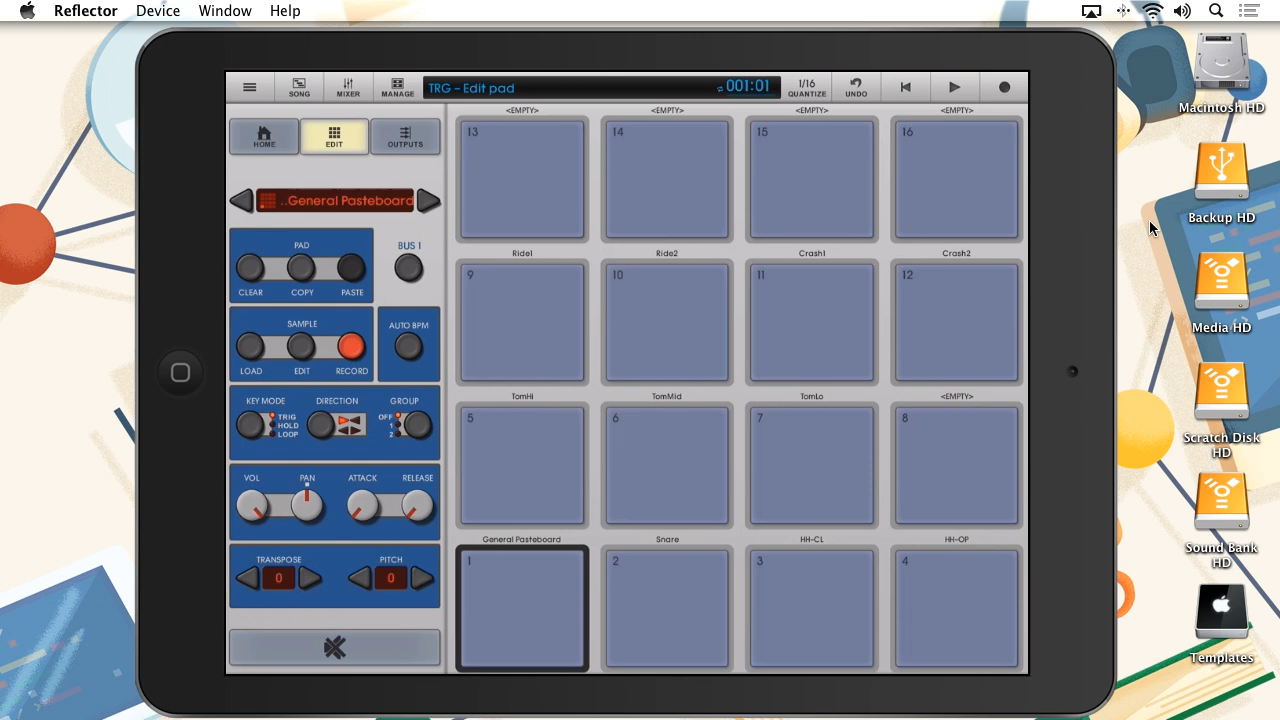 Reflector Device Window Help
SONG MIXER MANAGE TRG - Edit pad 001:01 1/16 QUANTIZE UNDO
HOME EDIT OUTPUTS
..General Pasteboard
PAD BUS 1
CLEAR COPY PASTE
SAMPLE AUTO BPM
LOAD EDIT RECORD
KEY MODE DIRECTION GROUP
TRIG OFF
HOLD 1
LOOP 2
VOL PAN ATTACK RELEASE
TRANSPOSE PITCH
0 0
<EMPTY> <EMPTY> <EMPTY> <EMPTY>
13 14 15 16
Ride1 Ride2 Crash1 Crash2
9 10 11 12
TomHi TomMid TomLo <EMPTY>
5 6 7 8
General Pasteboard Snare HH-CL HH-OP
1 2 3 4
Macintosh HD
Backup HD
Media HD
Scratch Disk
HD
Sound Bank
HD
Templates